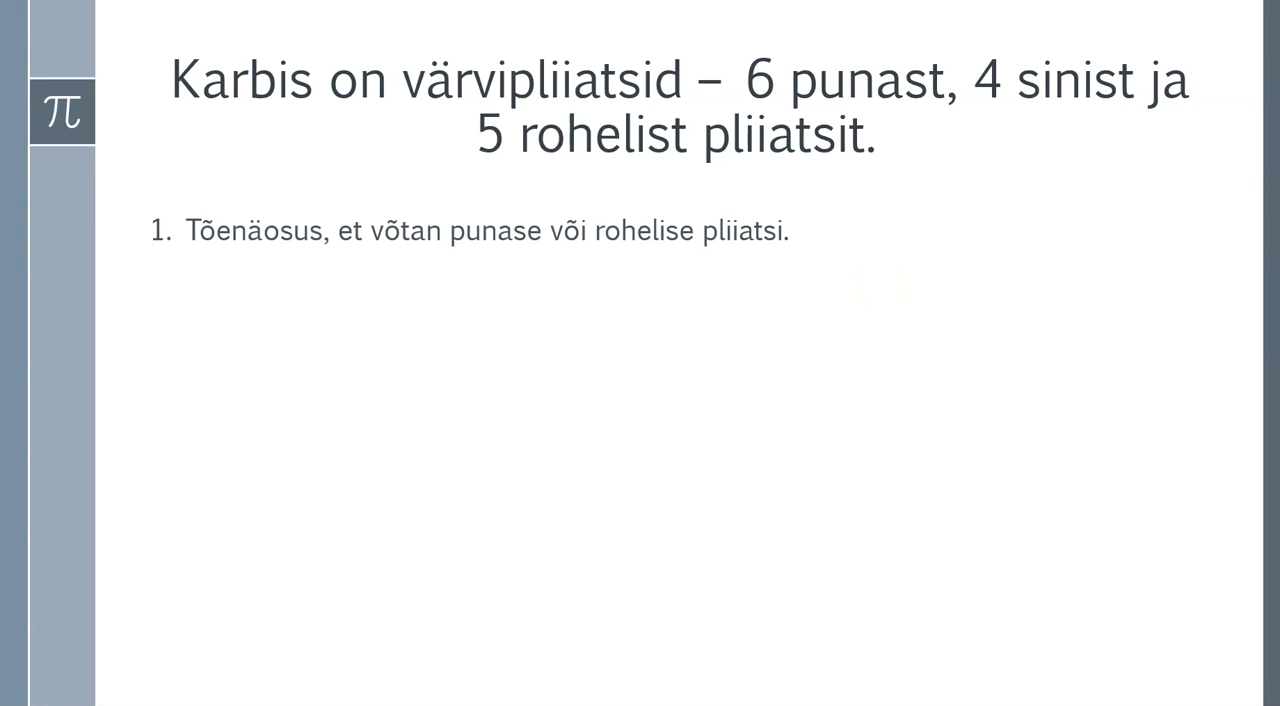 π
Karbis on värvipliiatsid – 6 punast, 4 sinist ja
5 rohelist pliiatsit.
1. Tõenäosus, et võtan punase või rohelise pliiatsi.